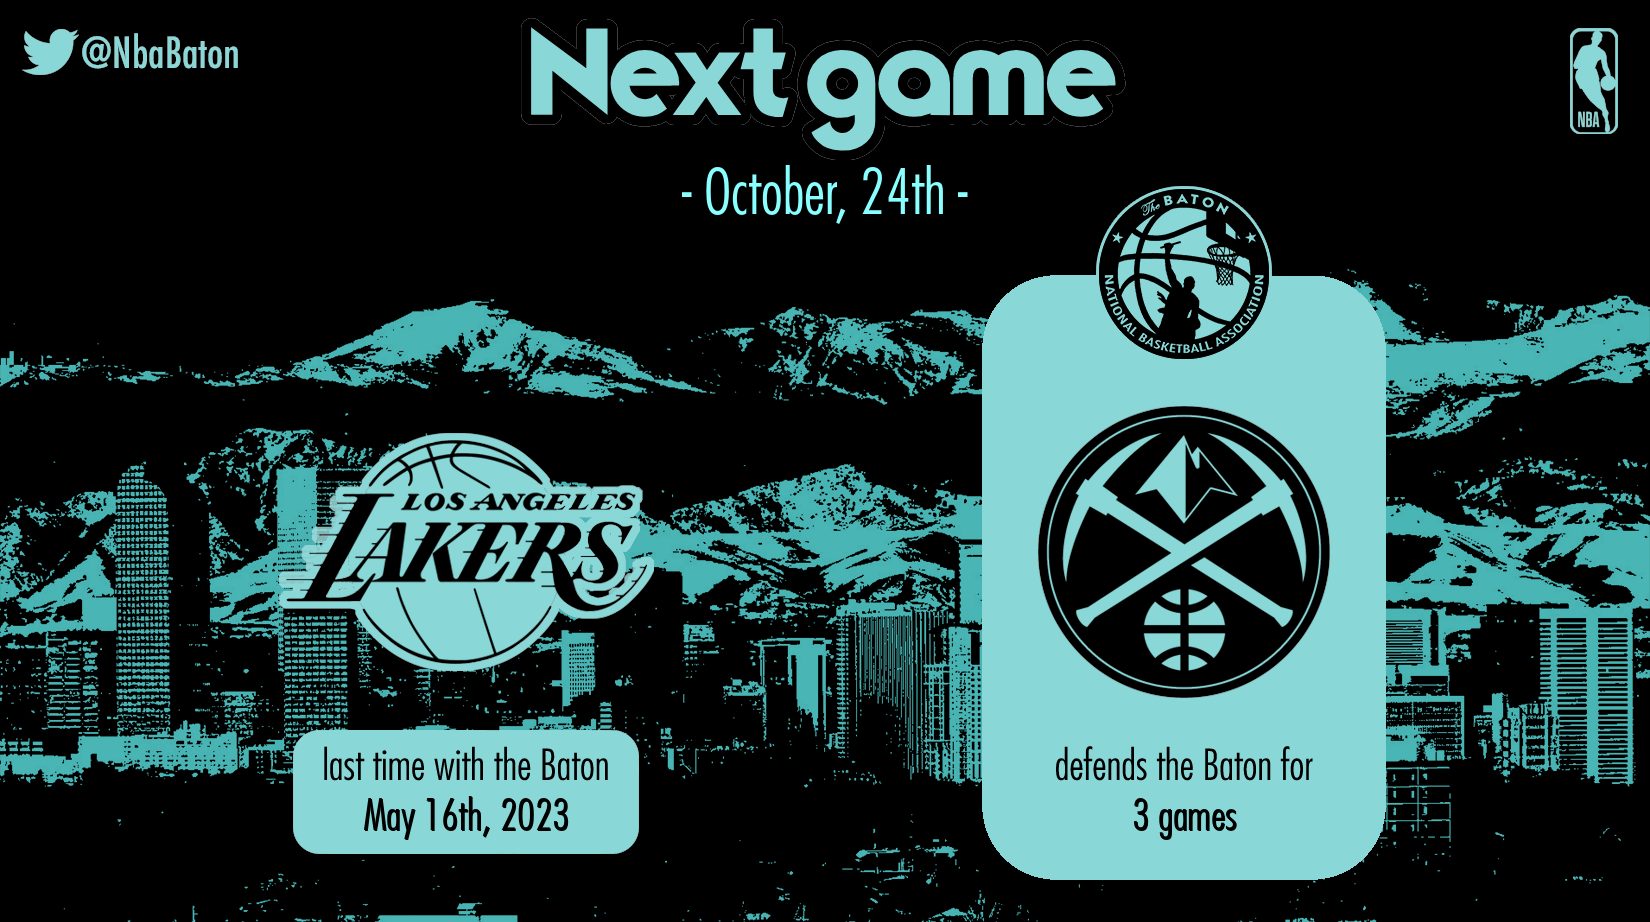 @NbaBaton
Next game
NBA
- October, 24th -
The BATON
NATIONAL BASKETBALL ASSOCIATION
LOS ANGELES
LAKERS
last time with the Baton
May 16th, 2023
defends the Baton for
3 games